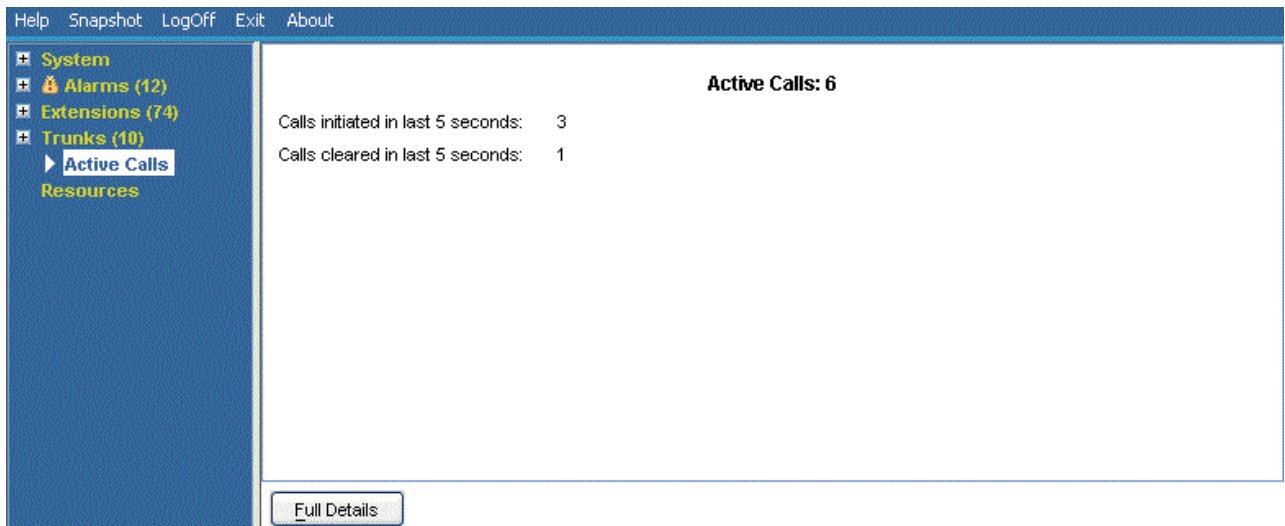 Help Snapshot LogOff Exit About
System
Alarms (12)
Extensions (74)
Trunks (10)
Active Calls
Resources
Active Calls: 6
Calls initiated in last 5 seconds: 3
Calls cleared in last 5 seconds: 1
Full Details